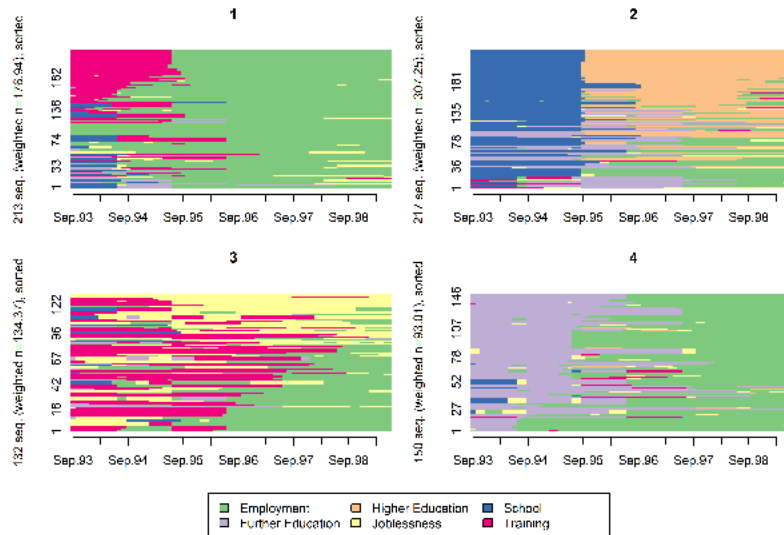 1
213 seq. (weighted n=176.94), sorted
1 33 74 138 182
Sep.93 Sep.94 Sep.95 Sep.96 Sep.97 Sep.98
2
217 seq. (weighted n=307.25), sorted
1 36 78 135 181
Sep.93 Sep.94 Sep.95 Sep.96 Sep.97 Sep.98
3
132 seq. (weighted n=134.37), sorted
1 18 42 67 96 122
Sep.93 Sep.94 Sep.95 Sep.96 Sep.97 Sep.98
4
150 seq. (weighted n=93.01), sorted
1 27 52 78 137 146
Sep.93 Sep.94 Sep.95 Sep.96 Sep.97 Sep.98
Employment Higher Education School
Further Education Joblessness Training